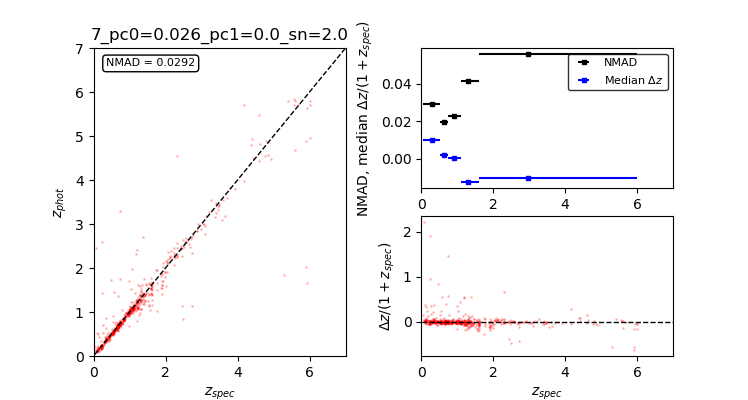 7_pc0=0.026_pc1=0.0_sn=2.0
NMAD = 0.0292
7
6
5
4
3
2
1
0
z_phot
0 2 4 6
z_spec
NMAD, median Δz/(1 + z_spec)
0.04
0.02
0.00
NMAD
Median Δz
0 2 4 6
Δz/(1 + z_spec)
2
1
0
0 2 4 6
z_spec